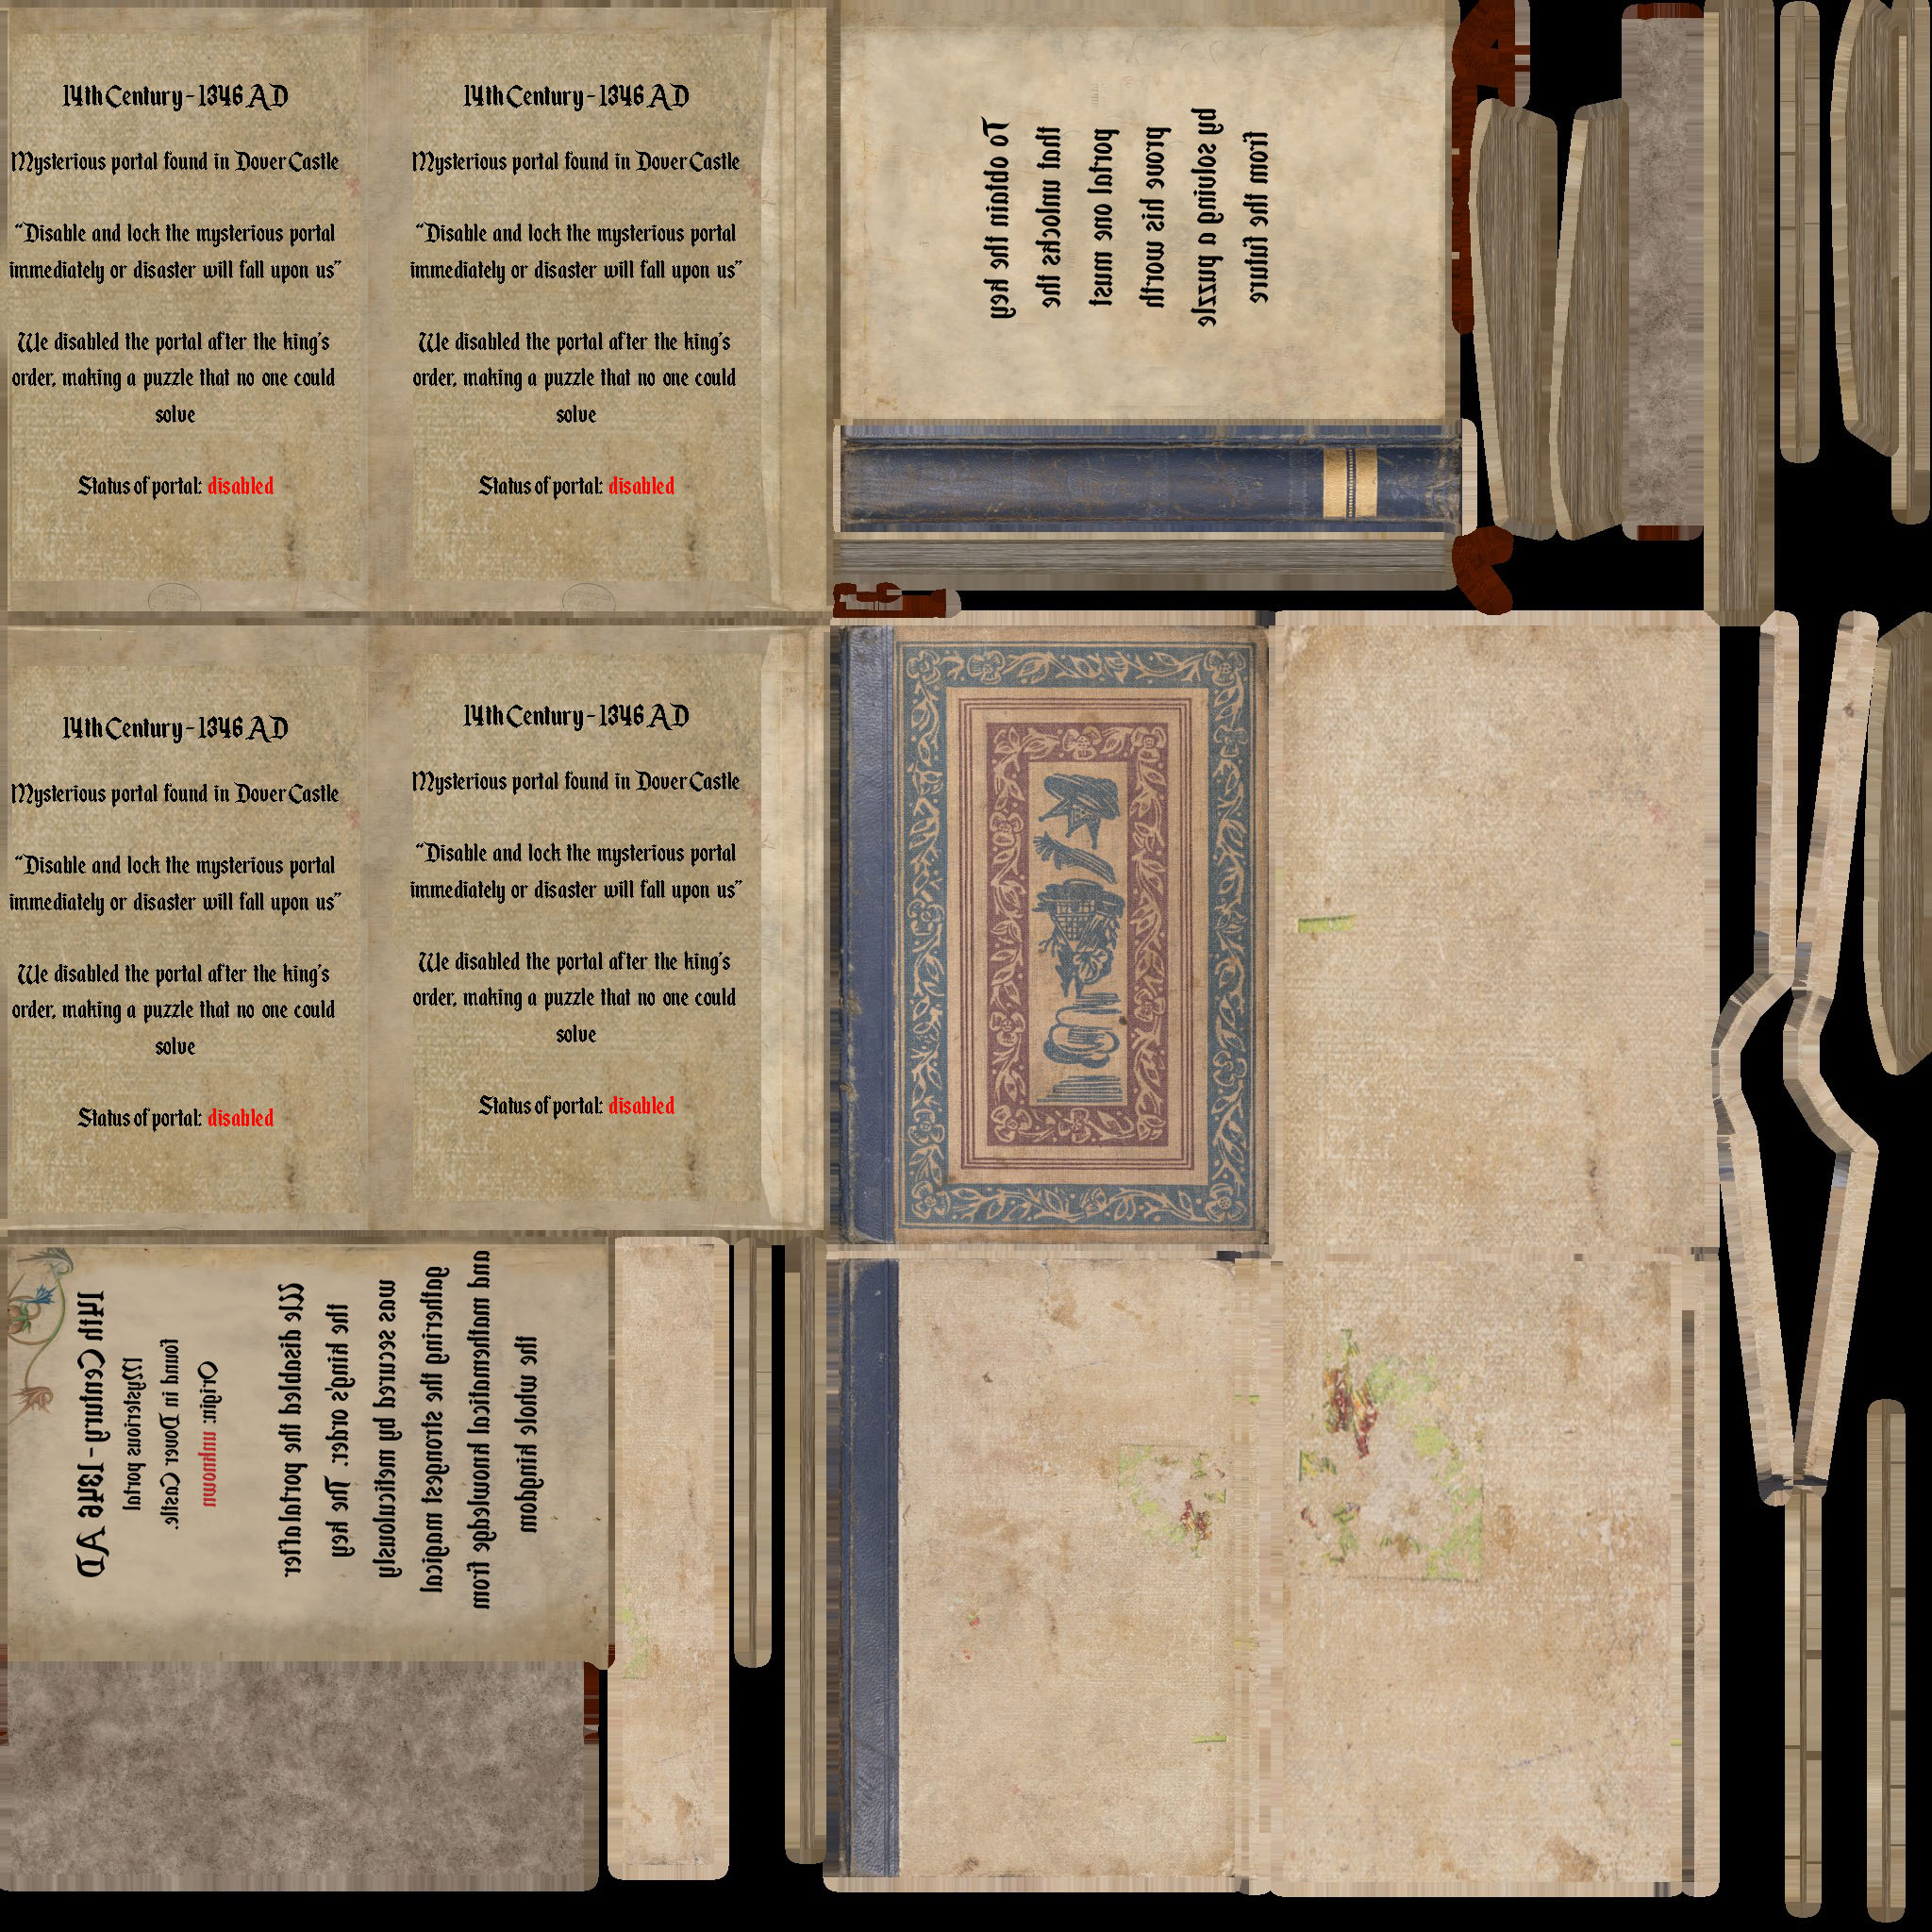 14th Century - 1346 AD
Mysterious portal found in Dover Castle
"Disable and lock the mysterious portal
immediately or disaster will fall upon us"
We disabled the portal after the king's
order, making a puzzle that no one could
solve
Status of portal: disabled
14th Century - 1346 AD
Mysterious portal found in Dover Castle
"Disable and lock the mysterious portal
immediately or disaster will fall upon us"
We disabled the portal after the king's
order, making a puzzle that no one could
solve
Status of portal: disabled
To obtain the key
that unlocks the
portal one must
prove his worth
by solving a puzzle
from the future
14th Century - 1346 AD
Mysterious portal found in Dover Castle
"Disable and lock the mysterious portal
immediately or disaster will fall upon us"
We disabled the portal after the king's
order, making a puzzle that no one could
solve
Status of portal: disabled
14th Century - 1346 AD
Mysterious portal found in Dover Castle
"Disable and lock the mysterious portal
immediately or disaster will fall upon us"
We disabled the portal after the king's
order, making a puzzle that no one could
solve
Status of portal: disabled
14th Century - 1346 AD
Mysterious portal
found in Dover Castle.
Origin: unknown
We disabled the portal after
the king's order. The key
was secured by meticulously
gathering the strongest magical
and mathematical knowledge from
the whole kingdom